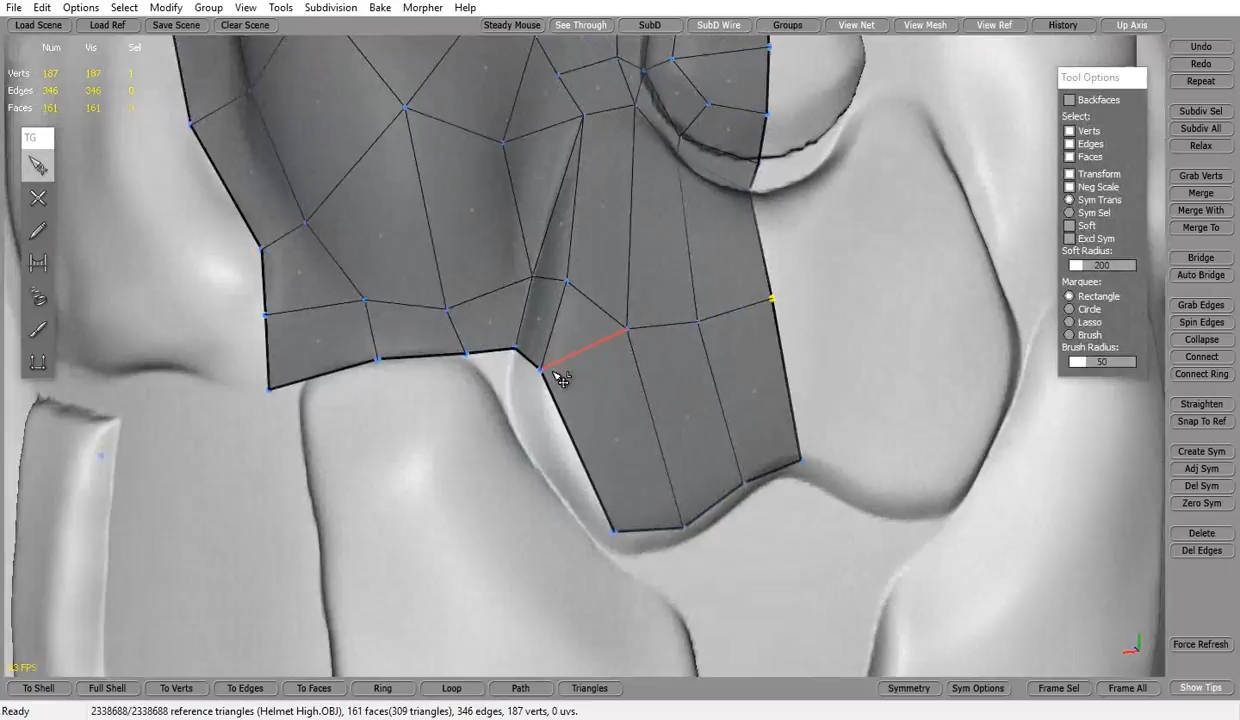 File Edit Options Select Modify Group View Tools Subdivision Bake Morpher Help
Load Scene Load Ref Save Scene Clear Scene Steady Mouse See Through SubD SubD Wire Groups View Net View Mesh View Ref History Up Axis
Num Vis Sel
Verts 187 187 1
Edges 346 346 0
Faces 161 161
TG
Tool Options
Backfaces
Select:
Verts
Edges
Faces
Transform
Neg Scale
Sym Trans
Sym Sel
Soft
Excl Sym
Soft Radius:
200
Marquee:
Rectangle
Circle
Lasso
Brush
Brush Radius:
50
Undo
Redo
Repeat
Subdiv Sel
Subdiv All
Relax
Grab Verts
Merge
Merge With
Merge To
Bridge
Auto Bridge
Grab Edges
Spin Edges
Collapse
Connect
Connect Ring
Straighten
Snap To Ref
Create Sym
Adj Sym
Del Sym
Zero Sym
Delete
Del Edges
Force Refresh
Show Tips
FPS
To Shell Full Shell To Verts To Edges To Faces Ring Loop Path Triangles Symmetry Sym Options Frame Sel Frame All
Ready 2338688/2338688 reference triangles (Helmet High.OBJ), 161 faces(309 triangles), 346 edges, 187 verts, 0 uvs.